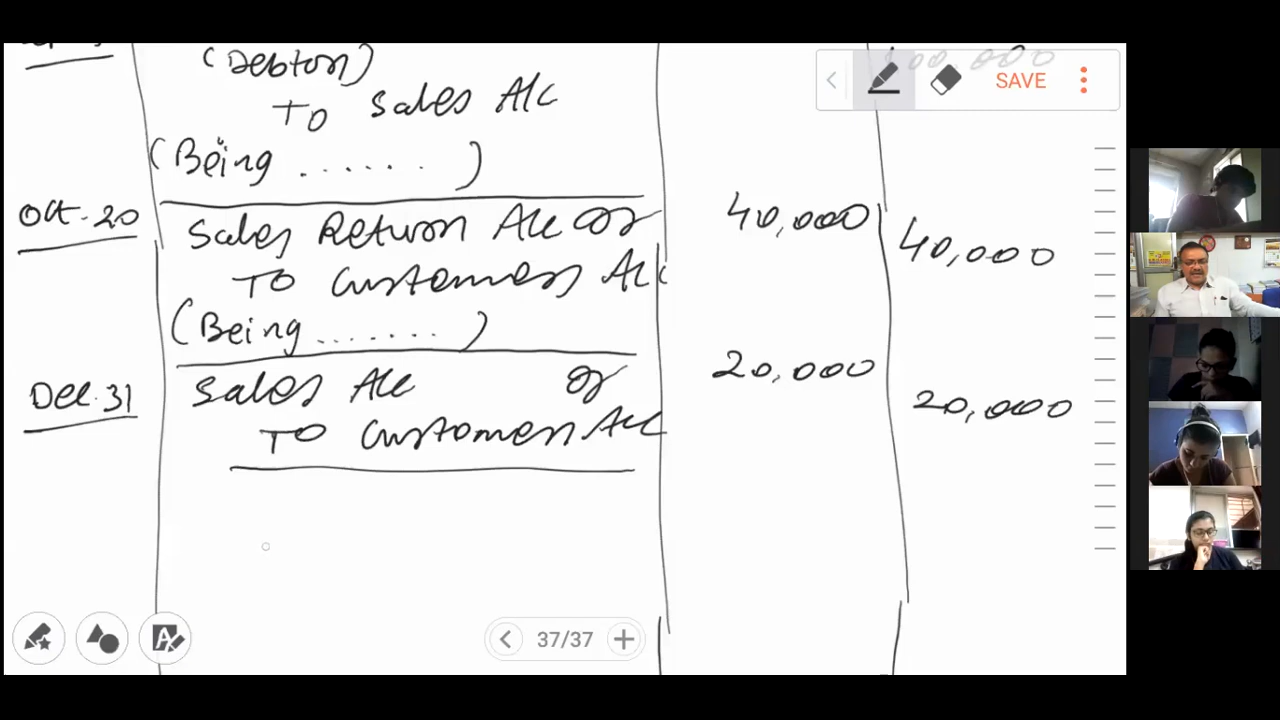 (Debtors)
SAVE
To Sales A/c
(Being ......)
Oct-20 Sales Return A/c Dr 40,000
To Customers A/c 40,000
(Being .......)
Dec.31 Sales A/c Dr 20,000
To Customers A/c 20,000
37/37